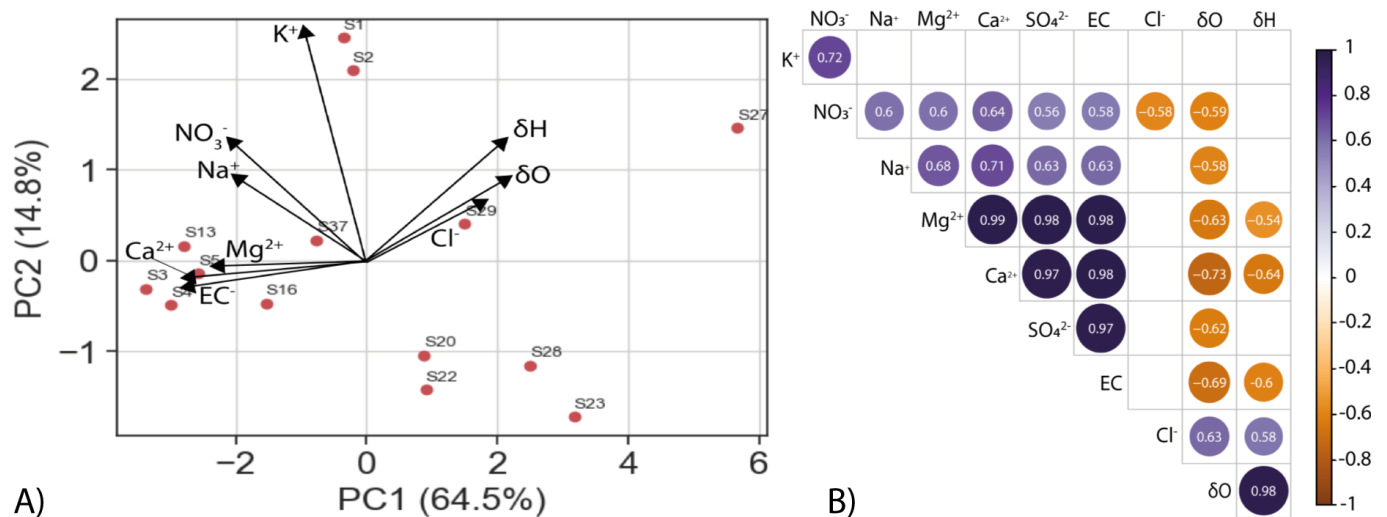 S1
K⁺
S2
2
S27
NO₃⁻
δH
1
Na⁺
δO
S29
S37
Cl⁻
S13
Ca²⁺
Mg²⁺
S5
0
S3
S4
EC⁻
S16
S20
S28
−1
S22
S23
−2 0 2 4 6
PC1 (64.5%)
PC2 (14.8%)
A)
NO₃⁻ Na⁺ Mg²⁺ Ca²⁺ SO₄²⁻ EC Cl⁻ δO δH
K⁺ 0.72
NO₃⁻ 0.6 0.6 0.64 0.56 0.58 −0.58 −0.59
Na⁺ 0.68 0.71 0.63 0.63 −0.58
Mg²⁺ 0.99 0.98 0.98 −0.63 −0.54
Ca²⁺ 0.97 0.98 −0.73 −0.64
SO₄²⁻ 0.97 −0.62
EC −0.69 −0.6
Cl⁻ 0.63 0.58
δO 0.98
1
0.8
0.6
0.4
0.2
0
-0.2
-0.4
-0.6
-0.8
-1
B)